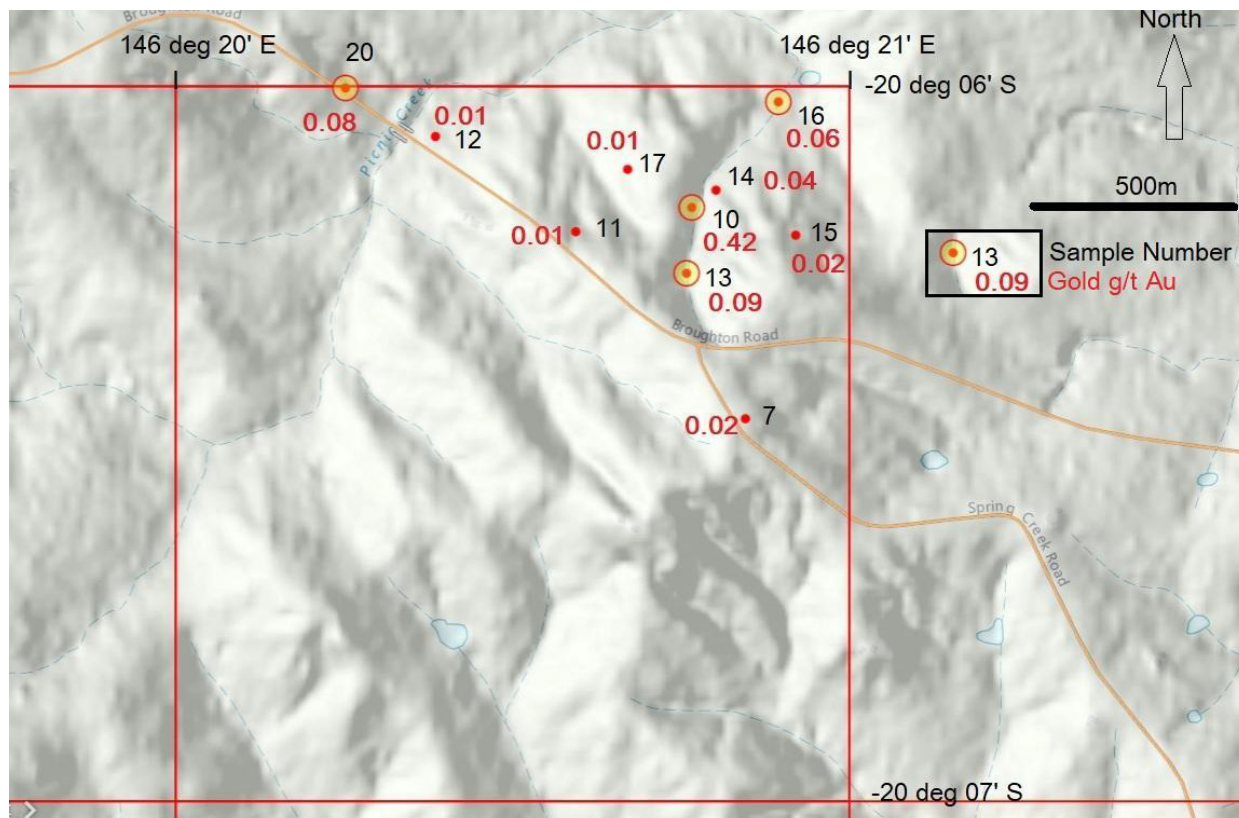 Broughton Road
North
146 deg 20' E
20
146 deg 21' E
-20 deg 06' S
0.08
Picnic Creek
0.01
12
0.01
17
16
0.06
14
0.04
500m
10
0.42
11
0.01
15
0.02
13
0.09
13
0.09
Sample Number
Gold g/t Au
Broughton Road
7
0.02
Spring Creek Road
-20 deg 07' S